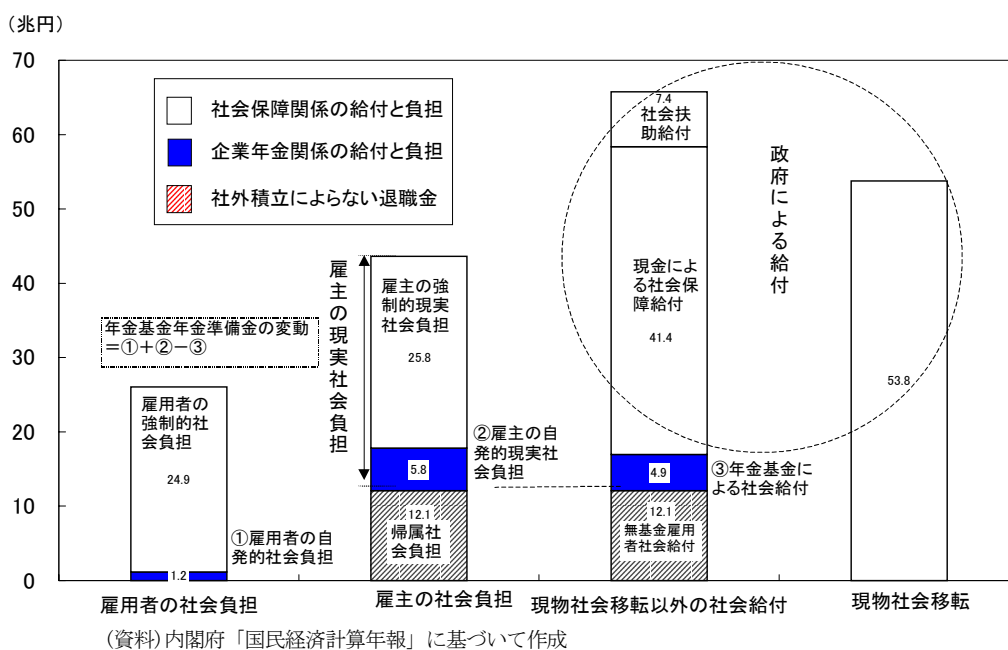 (兆円)
70
60
50
40
30
20
10
0
社会保障関係の給付と負担
企業年金関係の給付と負担
社外積立によらない退職金
年金基金年金準備金の変動
=①+②-③
雇用者の
強制的社
会負担
24.9
①雇用者の自
発的社会負担
1.2
雇用者の社会負担
雇主の現実社会負担
雇主の強
制的現実
社会負担
25.8
②雇主の自
発的現実社
会負担
5.8
12.1
帰属社
会負担
雇主の社会負担
7.4
社会扶
助給付
現金によ
る社会保
障給付
41.4
4.9
③年金基金に
よる社会給付
12.1
無基金雇用
者社会給付
現物社会移転以外の社会給付
政府による給付
53.8
現物社会移転
(資料)内閣府「国民経済計算年報」に基づいて作成